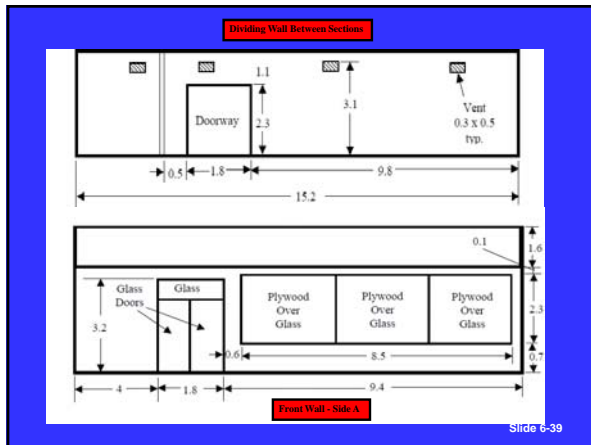 Dividing Wall Between Sections
1.1
Doorway
2.3
3.1
Vent
0.3 x 0.5
typ.
0.5
1.8
9.8
15.2
0.1
1.6
Glass
Doors
Glass
Plywood
Over
Glass
Plywood
Over
Glass
Plywood
Over
Glass
3.2
2.3
0.6
8.5
0.7
4
1.8
9.4
Front Wall - Side A
Slide 6-39